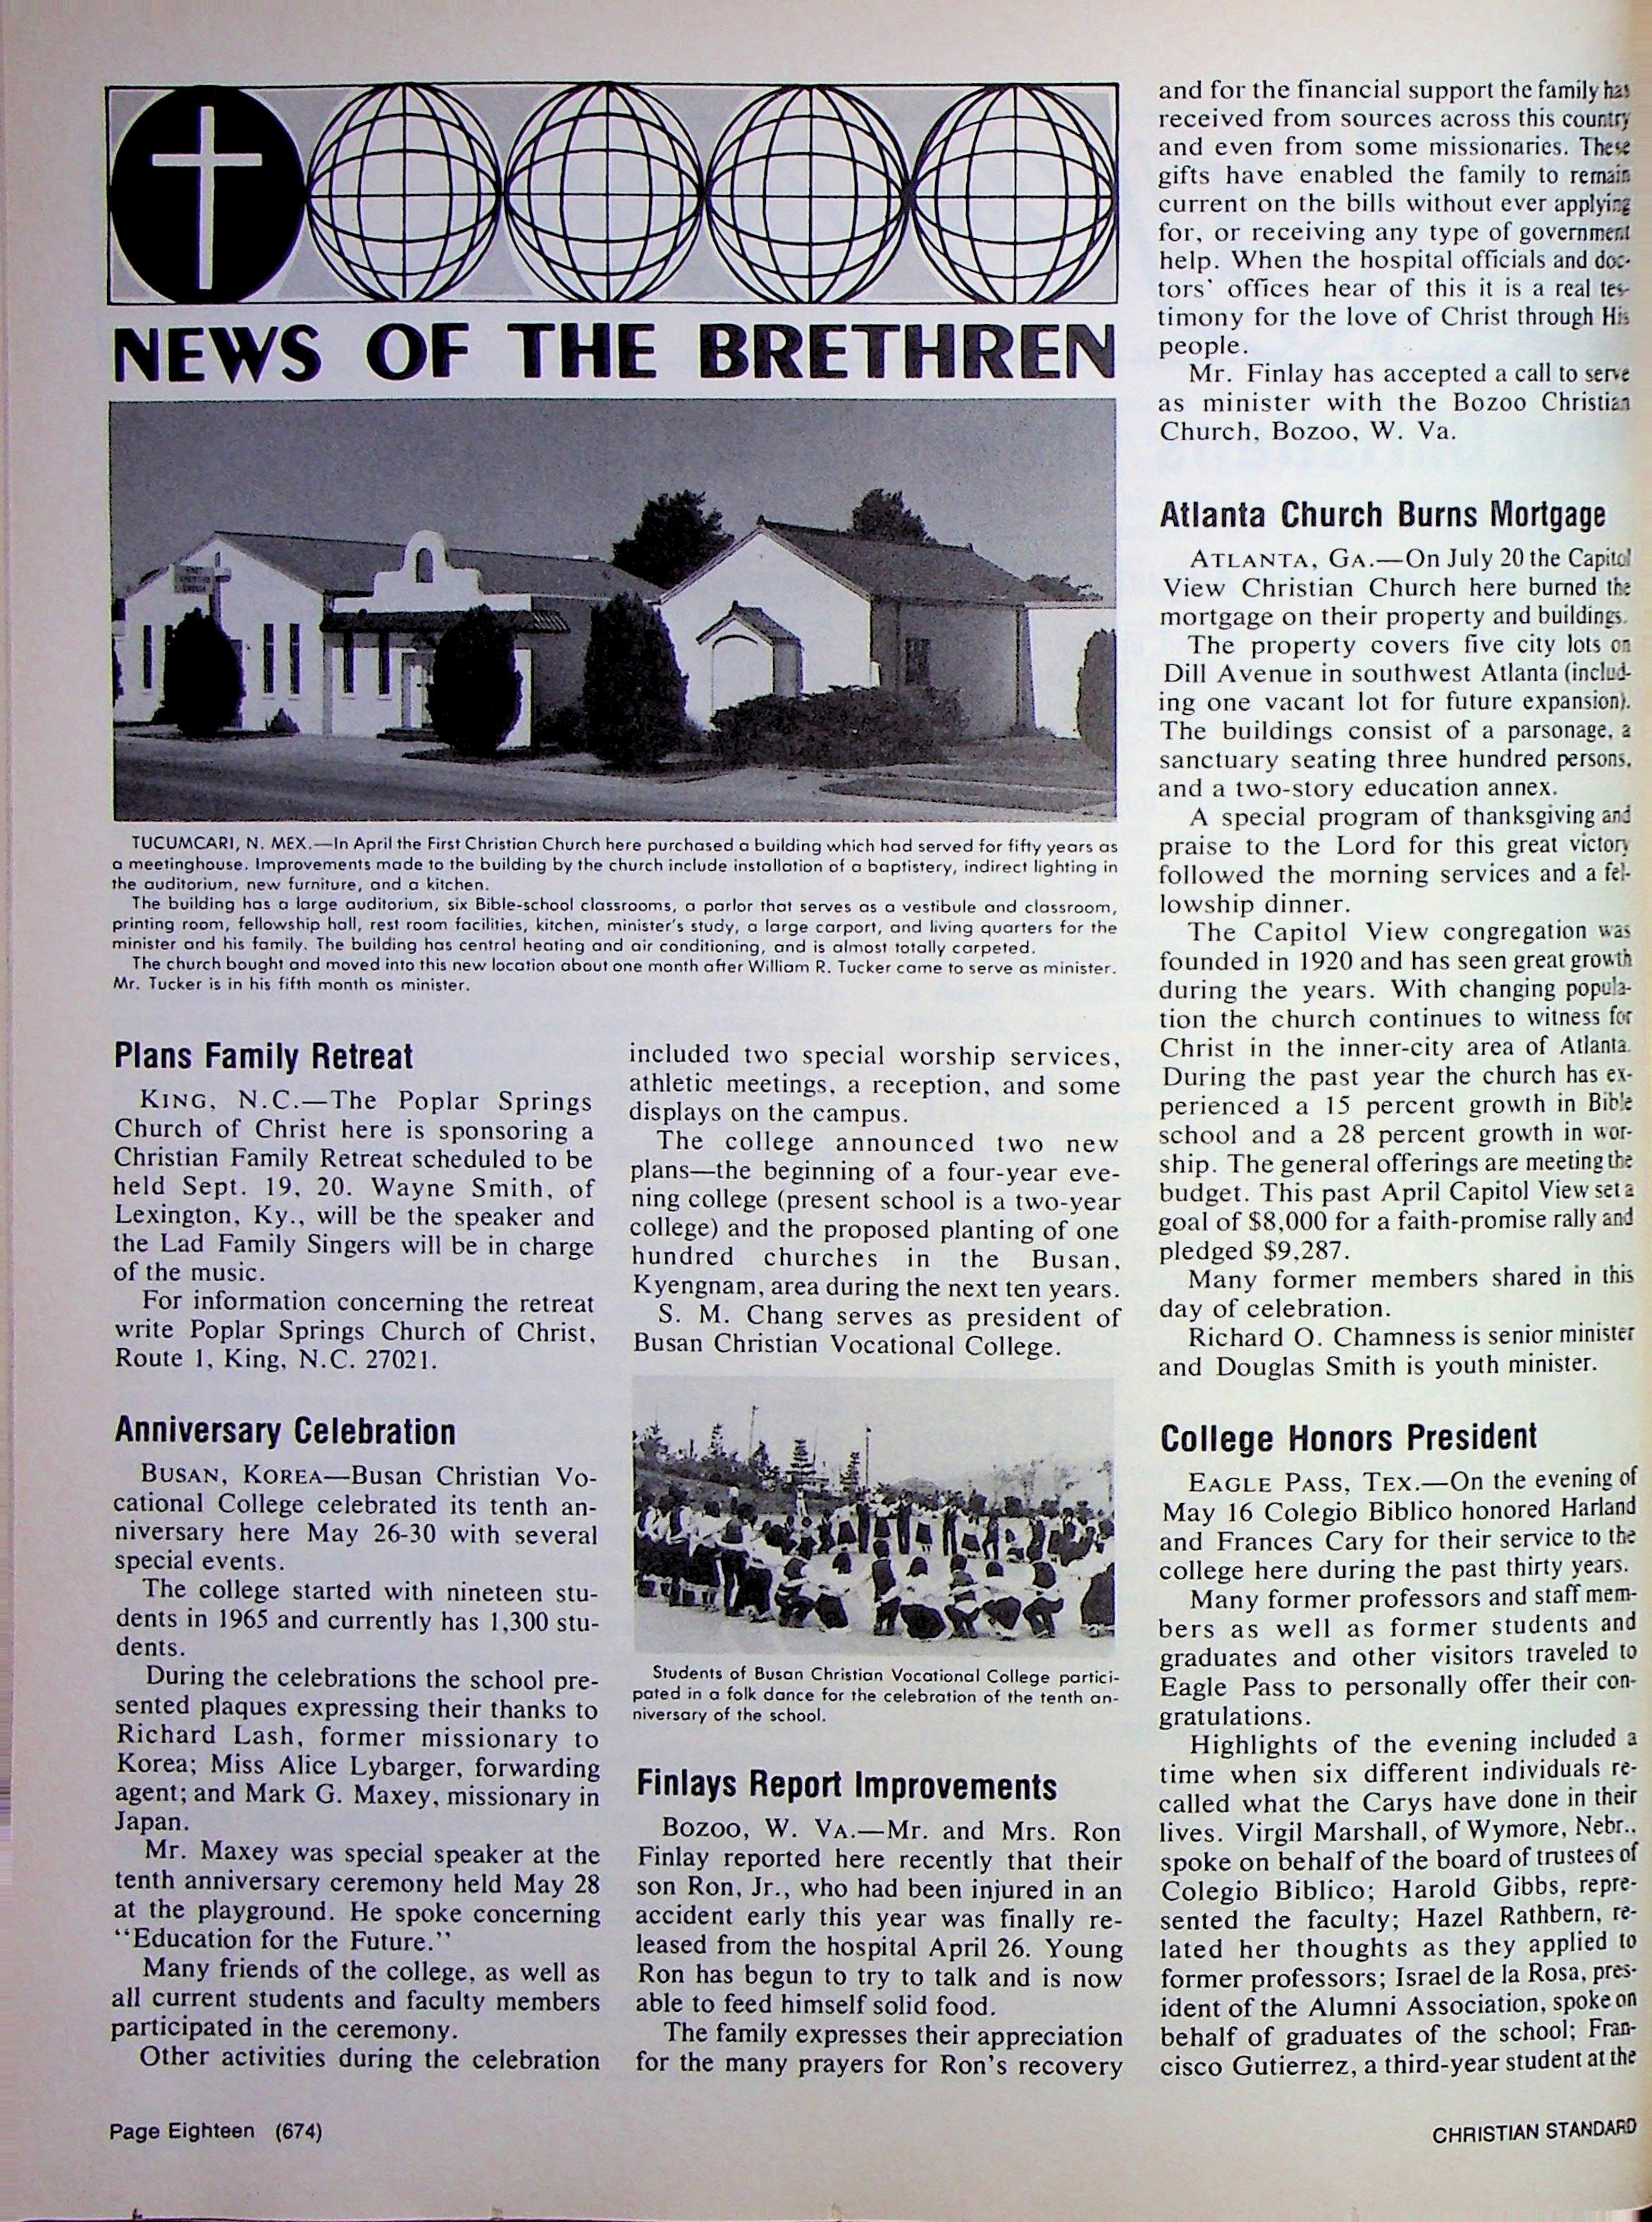 NEWS OF THE BRETHREN
TUCUMCARI, N. MEX.—In April the First Christian Church here purchased a building which had served for fifty years as
a meetinghouse. Improvements made to the building by the church include installation of a baptistery, indirect lighting in
the auditorium, new furniture, and a kitchen.
The building has a large auditorium, six Bible-school classrooms, a parlor that serves as a vestibule and classroom,
printing room, fellowship hall, rest room facilities, kitchen, minister's study, a large carport, and living quarters for the
minister and his family. The building has central heating and air conditioning, and is almost totally carpeted.
The church bought and moved into this new location about one month after William R. Tucker came to serve as minister.
Mr. Tucker is in his fifth month as minister.
Plans Family Retreat
KING, N.C.—The Poplar Springs
Church of Christ here is sponsoring a
Christian Family Retreat scheduled to be
held Sept. 19, 20. Wayne Smith, of
Lexington, Ky., will be the speaker and
the Lad Family Singers will be in charge
of the music.
For information concerning the retreat
write Poplar Springs Church of Christ,
Route 1, King, N.C. 27021.
Anniversary Celebration
BUSAN, KOREA—Busan Christian Vo-
cational College celebrated its tenth an-
niversary here May 26-30 with several
special events.
The college started with nineteen stu-
dents in 1965 and currently has 1,300 stu-
dents.
During the celebrations the school pre-
sented plaques expressing their thanks to
Richard Lash, former missionary to
Korea; Miss Alice Lybarger, forwarding
agent; and Mark G. Maxey, missionary in
Japan.
Mr. Maxey was special speaker at the
tenth anniversary ceremony held May 28
at the playground. He spoke concerning
"Education for the Future."
Many friends of the college, as well as
all current students and faculty members
participated in the ceremony.
Other activities during the celebration
included two special worship services,
athletic meetings, a reception, and some
displays on the campus.
The college announced two new
plans—the beginning of a four-year eve-
ning college (present school is a two-year
college) and the proposed planting of one
hundred churches in the Busan,
Kyengnam, area during the next ten years.
S. M. Chang serves as president of
Busan Christian Vocational College.
Students of Busan Christian Vocational College partici-
pated in a folk dance for the celebration of the tenth an-
niversary of the school.
Finlays Report Improvements
BOZOO, W. VA.—Mr. and Mrs. Ron
Finlay reported here recently that their
son Ron, Jr., who had been injured in an
accident early this year was finally re-
leased from the hospital April 26. Young
Ron has begun to try to talk and is now
able to feed himself solid food.
The family expresses their appreciation
for the many prayers for Ron's recovery
and for the financial support the family has
received from sources across this country
and even from some missionaries. These
gifts have enabled the family to remain
current on the bills without ever applying
for, or receiving any type of government
help. When the hospital officials and doc-
tors' offices hear of this it is a real tes-
timony for the love of Christ through His
people.
Mr. Finlay has accepted a call to serve
as minister with the Bozoo Christian
Church, Bozoo, W. Va.
Atlanta Church Burns Mortgage
ATLANTA, GA.—On July 20 the Capitol
View Christian Church here burned the
mortgage on their property and buildings.
The property covers five city lots on
Dill Avenue in southwest Atlanta (includ-
ing one vacant lot for future expansion).
The buildings consist of a parsonage, a
sanctuary seating three hundred persons,
and a two-story education annex.
A special program of thanksgiving and
praise to the Lord for this great victory
followed the morning services and a fel-
lowship dinner.
The Capitol View congregation was
founded in 1920 and has seen great growth
during the years. With changing popula-
tion the church continues to witness for
Christ in the inner-city area of Atlanta.
During the past year the church has ex-
perienced a 15 percent growth in Bible
school and a 28 percent growth in wor-
ship. The general offerings are meeting the
budget. This past April Capitol View set a
goal of $8,000 for a faith-promise rally and
pledged $9,287.
Many former members shared in this
day of celebration.
Richard O. Chamness is senior minister
and Douglas Smith is youth minister.
College Honors President
EAGLE PASS, TEX.—On the evening of
May 16 Colegio Biblico honored Harland
and Frances Cary for their service to the
college here during the past thirty years.
Many former professors and staff mem-
bers as well as former students and
graduates and other visitors traveled to
Eagle Pass to personally offer their con-
gratulations.
Highlights of the evening included a
time when six different individuals re-
called what the Carys have done in their
lives. Virgil Marshall, of Wymore, Nebr.,
spoke on behalf of the board of trustees of
Colegio Biblico; Harold Gibbs, repre-
sented the faculty; Hazel Rathbern, re-
lated her thoughts as they applied to
former professors; Israel de la Rosa, pres-
ident of the Alumni Association, spoke on
behalf of graduates of the school; Fran-
cisco Gutierrez, a third-year student at the
Page Eighteen (674)
CHRISTIAN STANDARD